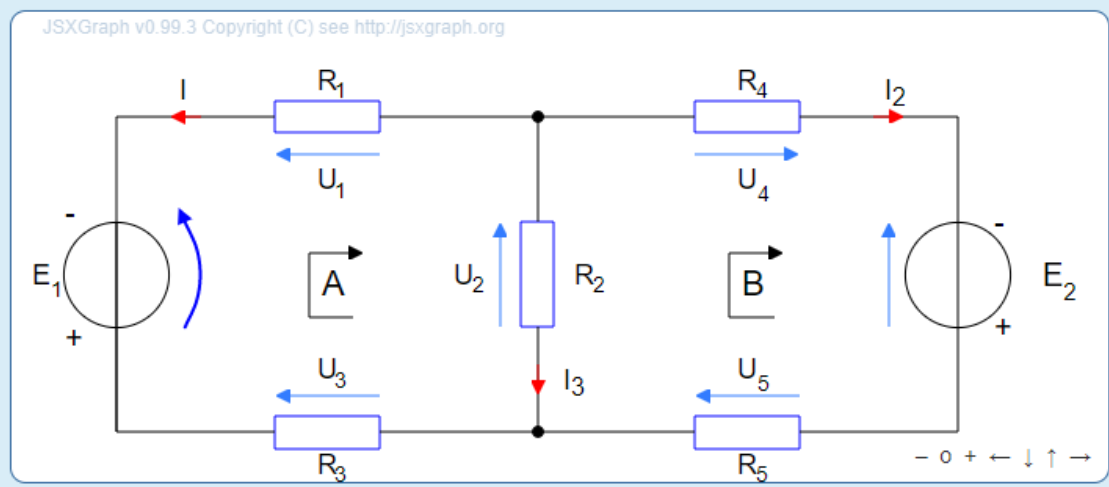 JSXGraph v0.99.3 Copyright (C) see http://jsxgraph.org
I R1 R4 I2
U1 U4
- -
E1 A U2 R2 B E2
+ +
U3 I3 U5
R3 R5
– o + ← ↓ ↑ →